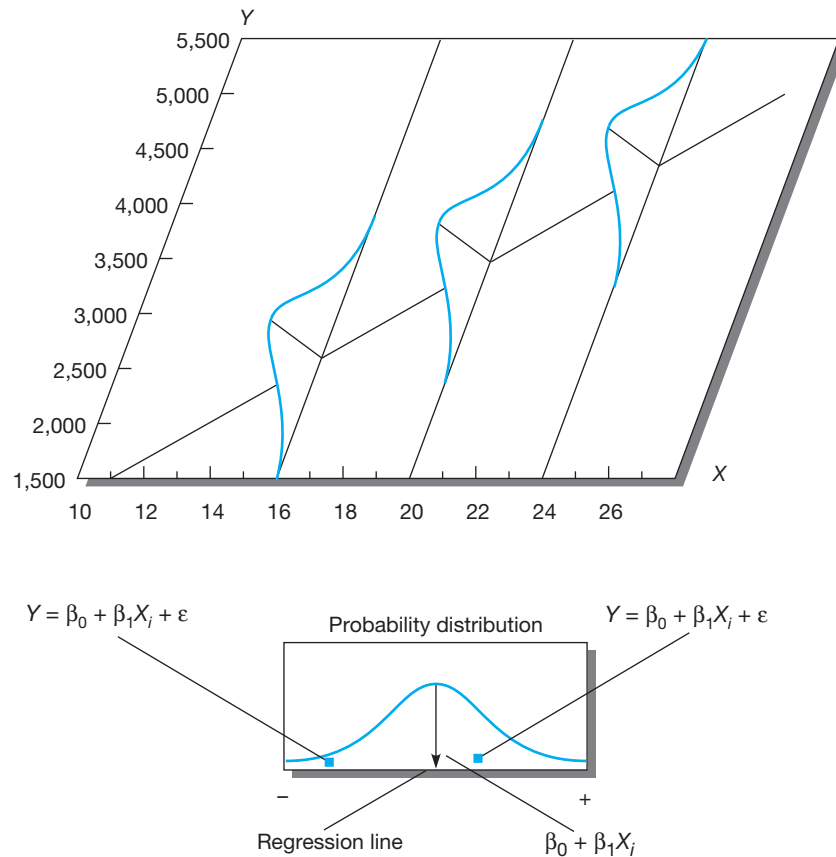 Y
5,500
5,000
4,500
4,000
3,500
3,000
2,500
2,000
1,500
X
10 12 14 16 18 20 22 24 26
Y = β0 + β1Xi + ε
Y = β0 + β1Xi + ε
Probability distribution
− +
Regression line
β0 + β1Xi